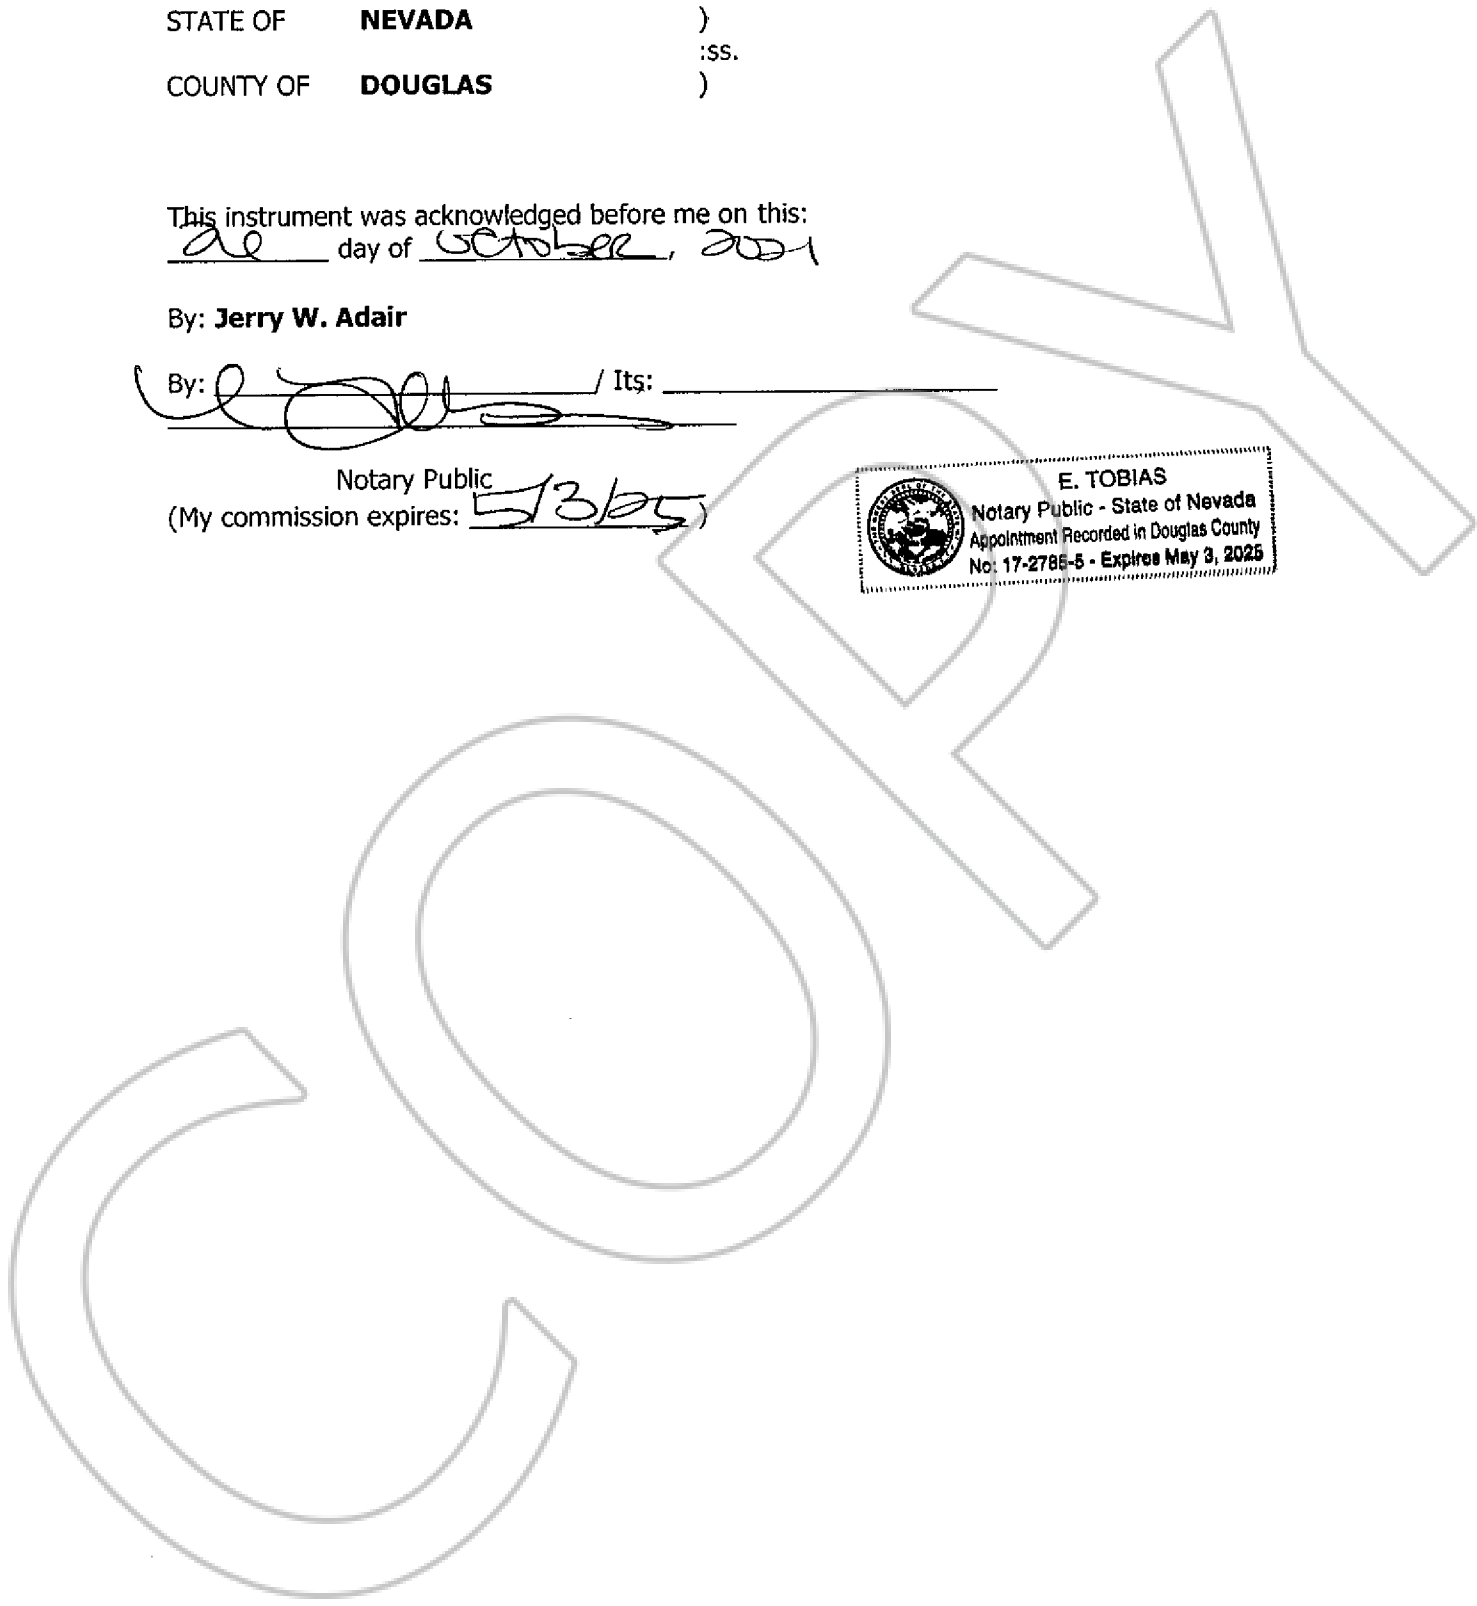 STATE OF NEVADA )
:ss.
COUNTY OF DOUGLAS )
This instrument was acknowledged before me on this:
day of October, 2021
By: Jerry W. Adair
By: / Its:
Notary Public
(My commission expires: 5/3/25)
E. TOBIAS
Notary Public - State of Nevada
Appointment Recorded in Douglas County
No: 17-2785-5 - Expires May 3, 2025
COPY